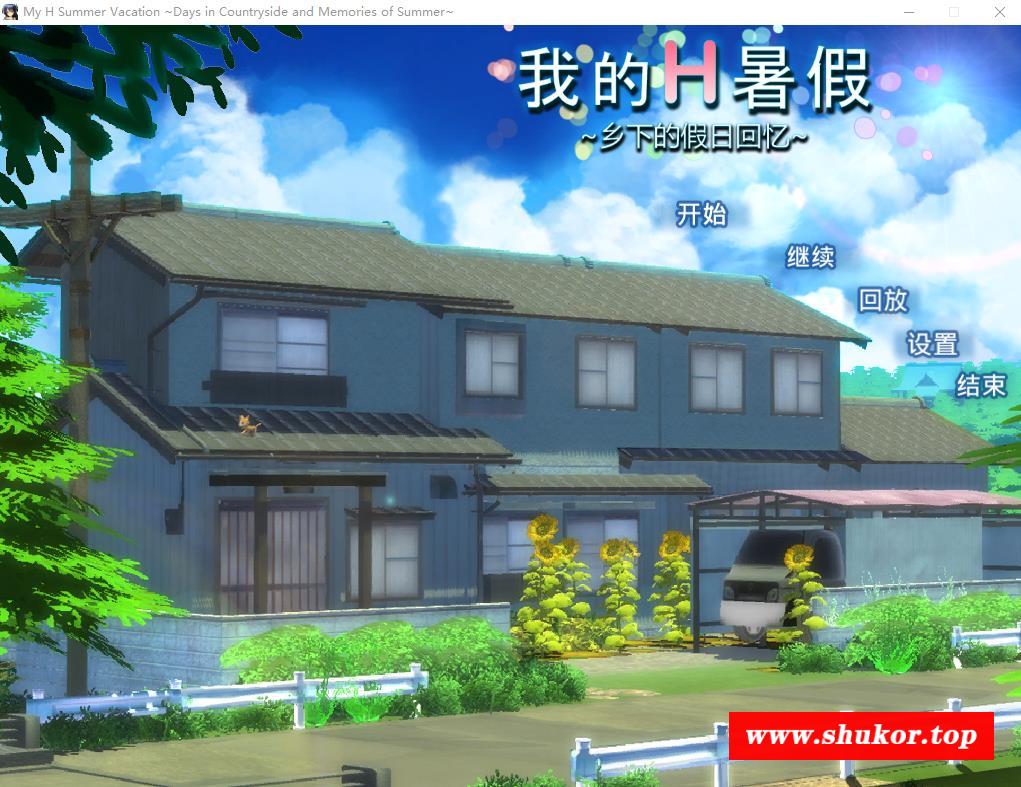 My H Summer Vacation ~Days in Countryside and Memories of Summer~
我的H暑假
~乡下的假日回忆~
开始
继续
回放
设置
结束
www.shukor.top